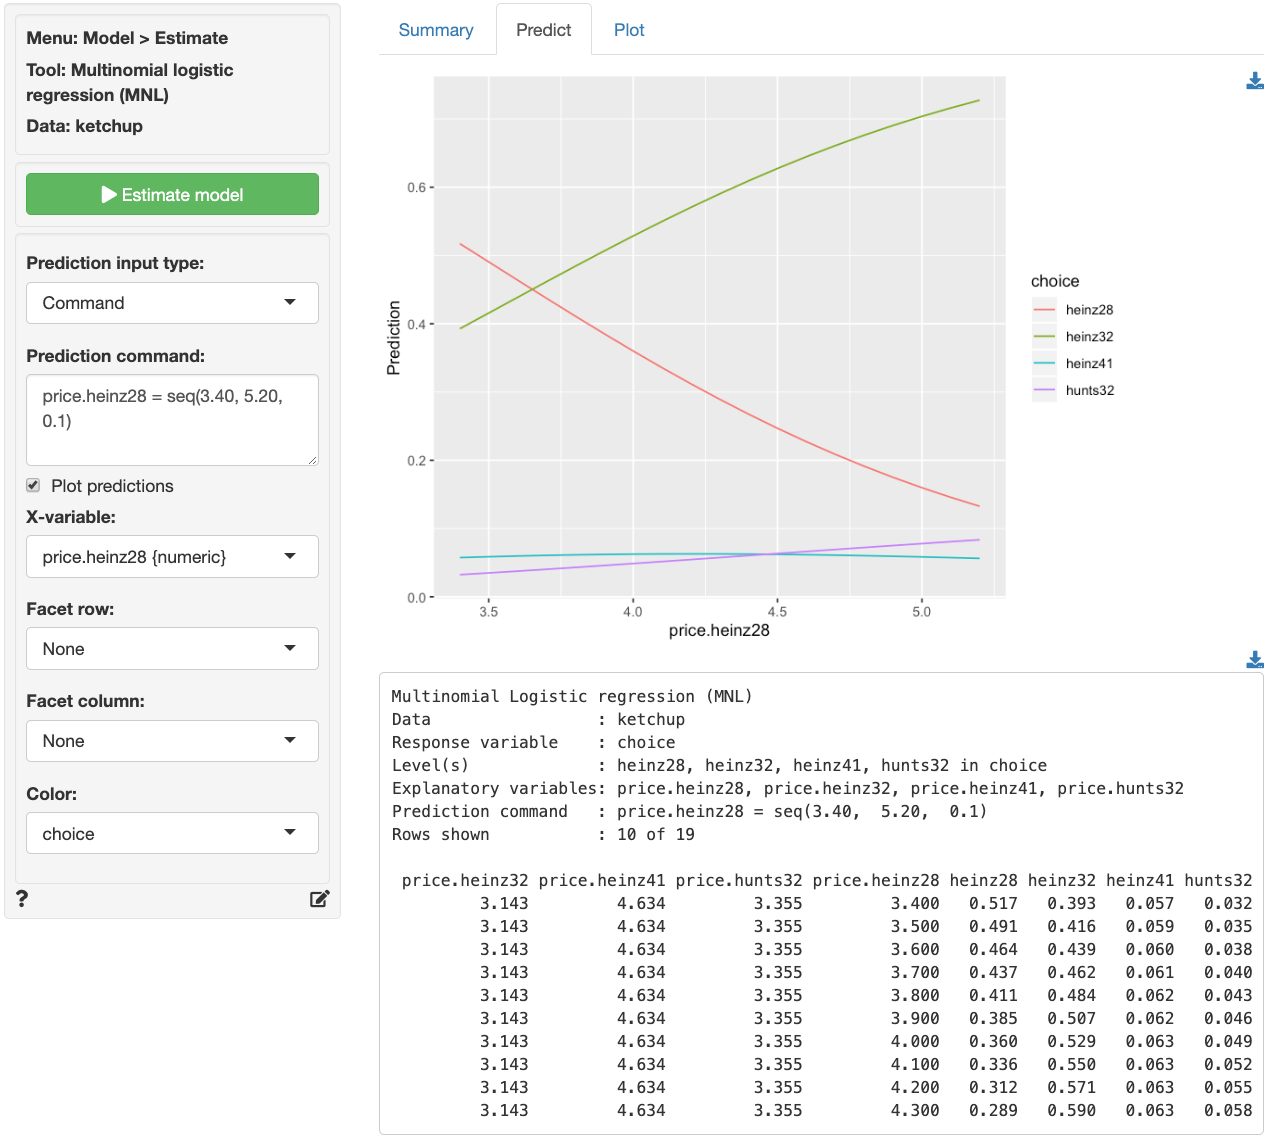 Menu: Model > Estimate
Tool: Multinomial logistic
regression (MNL)
Data: ketchup
Estimate model
Prediction input type:
Command
Prediction command:
price.heinz28 = seq(3.40, 5.20,
0.1)
Plot predictions
X-variable:
price.heinz28 {numeric}
Facet row:
None
Facet column:
None
Color:
choice
?
Summary Predict Plot
Prediction
0.6
0.4
0.2
0.0
3.5 4.0 4.5 5.0
price.heinz28
choice
heinz28
heinz32
heinz41
hunts32
Multinomial Logistic regression (MNL)
Data                 : ketchup
Response variable    : choice
Level(s)             : heinz28, heinz32, heinz41, hunts32 in choice
Explanatory variables: price.heinz28, price.heinz32, price.heinz41, price.hunts32
Prediction command   : price.heinz28 = seq(3.40,  5.20,  0.1)
Rows shown           : 10 of 19
price.heinz32 price.heinz41 price.hunts32 price.heinz28 heinz28 heinz32 heinz41 hunts32
3.143 4.634 3.355 3.400 0.517 0.393 0.057 0.032
3.143 4.634 3.355 3.500 0.491 0.416 0.059 0.035
3.143 4.634 3.355 3.600 0.464 0.439 0.060 0.038
3.143 4.634 3.355 3.700 0.437 0.462 0.061 0.040
3.143 4.634 3.355 3.800 0.411 0.484 0.062 0.043
3.143 4.634 3.355 3.900 0.385 0.507 0.062 0.046
3.143 4.634 3.355 4.000 0.360 0.529 0.063 0.049
3.143 4.634 3.355 4.100 0.336 0.550 0.063 0.052
3.143 4.634 3.355 4.200 0.312 0.571 0.063 0.055
3.143 4.634 3.355 4.300 0.289 0.590 0.063 0.058